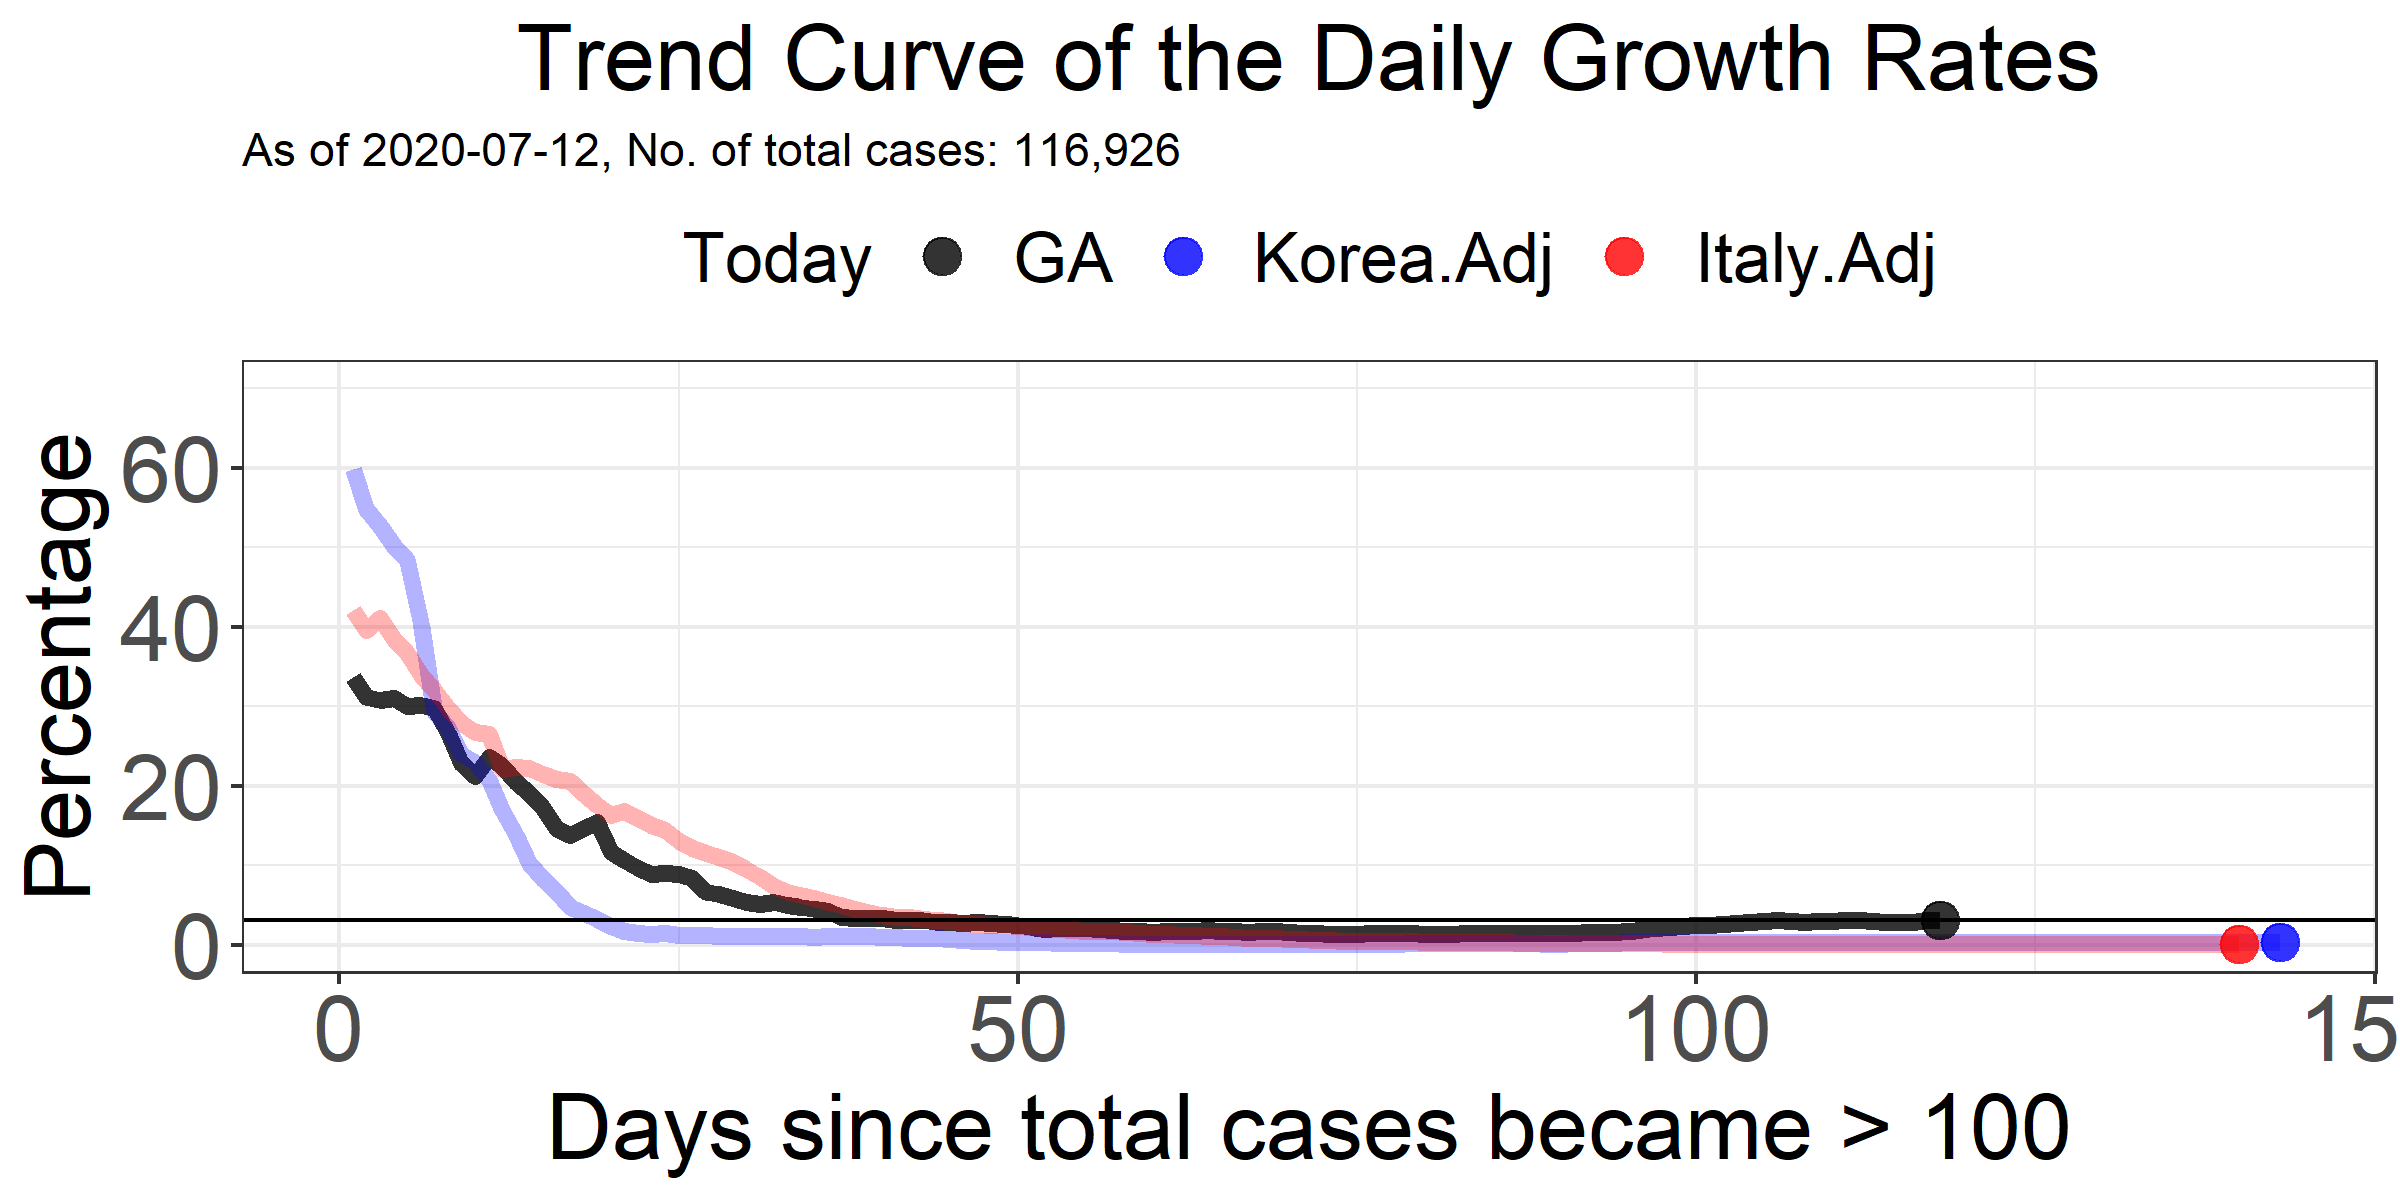 Trend Curve of the Daily Growth Rates
As of 2020-07-12, No. of total cases: 116,926
Today GA Korea.Adj Italy.Adj
Percentage
60
40
20
0
0 50 100 15
Days since total cases became > 100